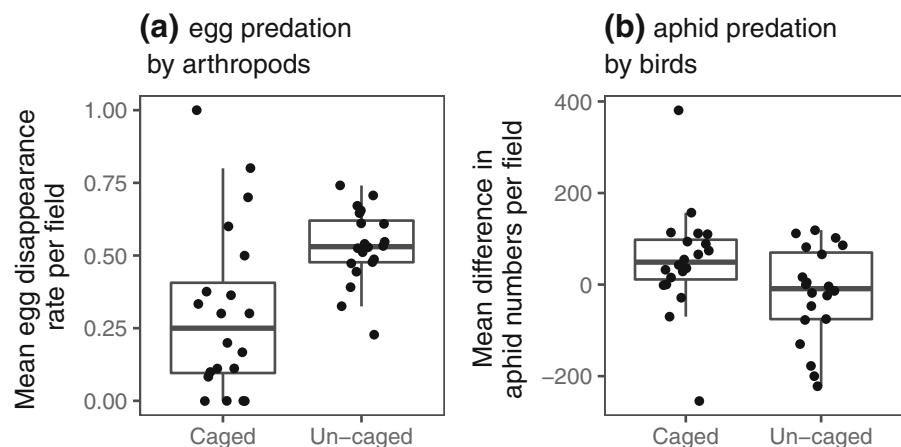 (a) egg predation
by arthropods
Mean egg disappearance
rate per field
1.00
0.75
0.50
0.25
0.00
Caged
Un−caged
(b) aphid predation
by birds
Mean difference in
aphid numbers per field
400
200
0
−200
Caged
Un−caged